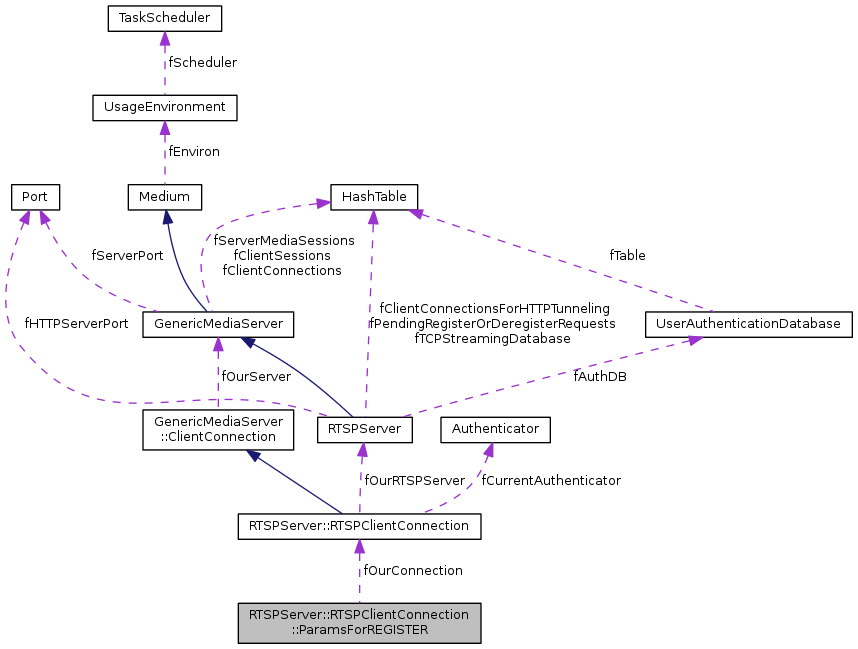 TaskScheduler
fScheduler
UsageEnvironment
fEnviron
Port
Medium
HashTable
fServerPort
fServerMediaSessions
fClientSessions
fClientConnections
fTable
fHTTPServerPort
GenericMediaServer
fClientConnectionsForHTTPTunneling
fPendingRegisterOrDeregisterRequests
fTCPStreamingDatabase
UserAuthenticationDatabase
fOurServer
fAuthDB
GenericMediaServer
::ClientConnection
RTSPServer
Authenticator
fOurRTSPServer
fCurrentAuthenticator
RTSPServer::RTSPClientConnection
fOurConnection
RTSPServer::RTSPClientConnection
::ParamsForREGISTER